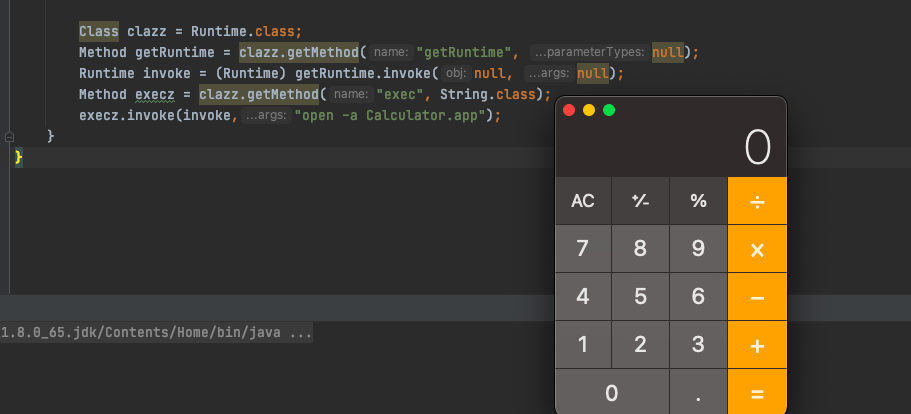 Class clazz = Runtime.class;
Method getRuntime = clazz.getMethod( name: "getRuntime", ...parameterTypes: null);
Runtime invoke = (Runtime) getRuntime.invoke( obj: null, ...args: null);
Method execz = clazz.getMethod( name: "exec", String.class);
execz.invoke(invoke, ...args: "open -a Calculator.app");
}
}
1.8.0_65.jdk/Contents/Home/bin/java ...
0
AC +/- % ÷
7 8 9 ×
4 5 6 −
1 2 3 +
0 . =